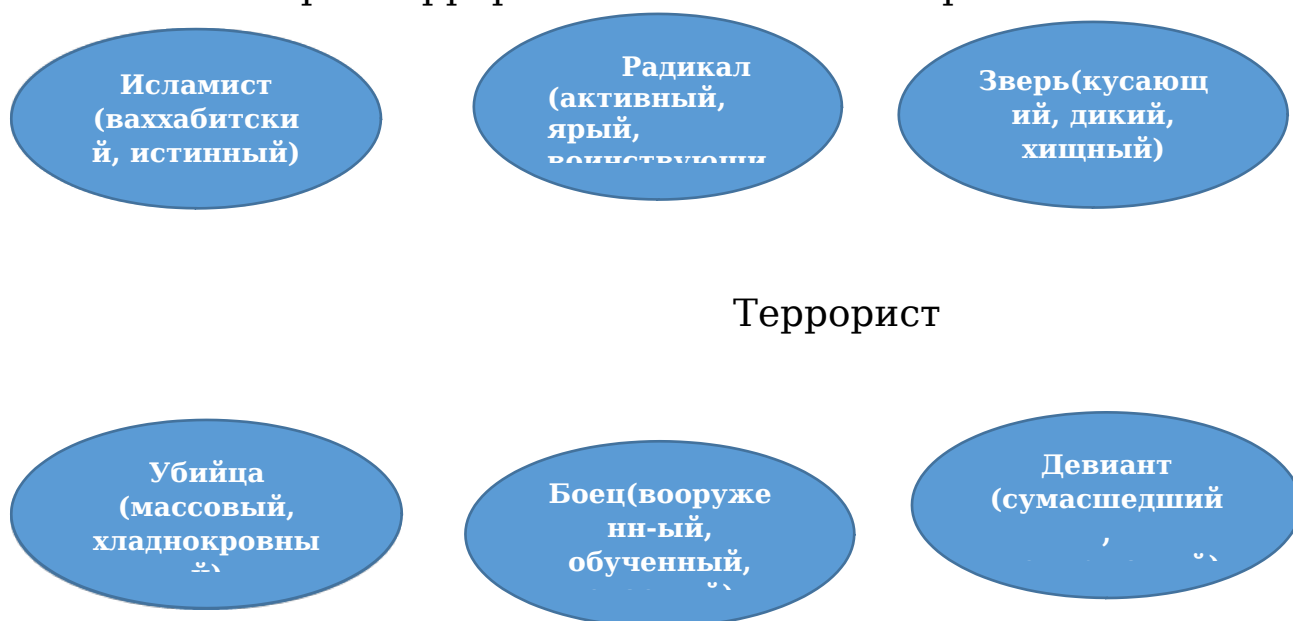 Исламист
(ваххабитски
й, истинный)
Радикал
(активный,
ярый,
воинствующи
Зверь(кусающ
ий, дикий,
хищный)
Террорист
Убийца
(массовый,
хладнокровны
й)
Боец(вооруже
нн-ый,
обученный,
Девиант
(сумасшедший
,